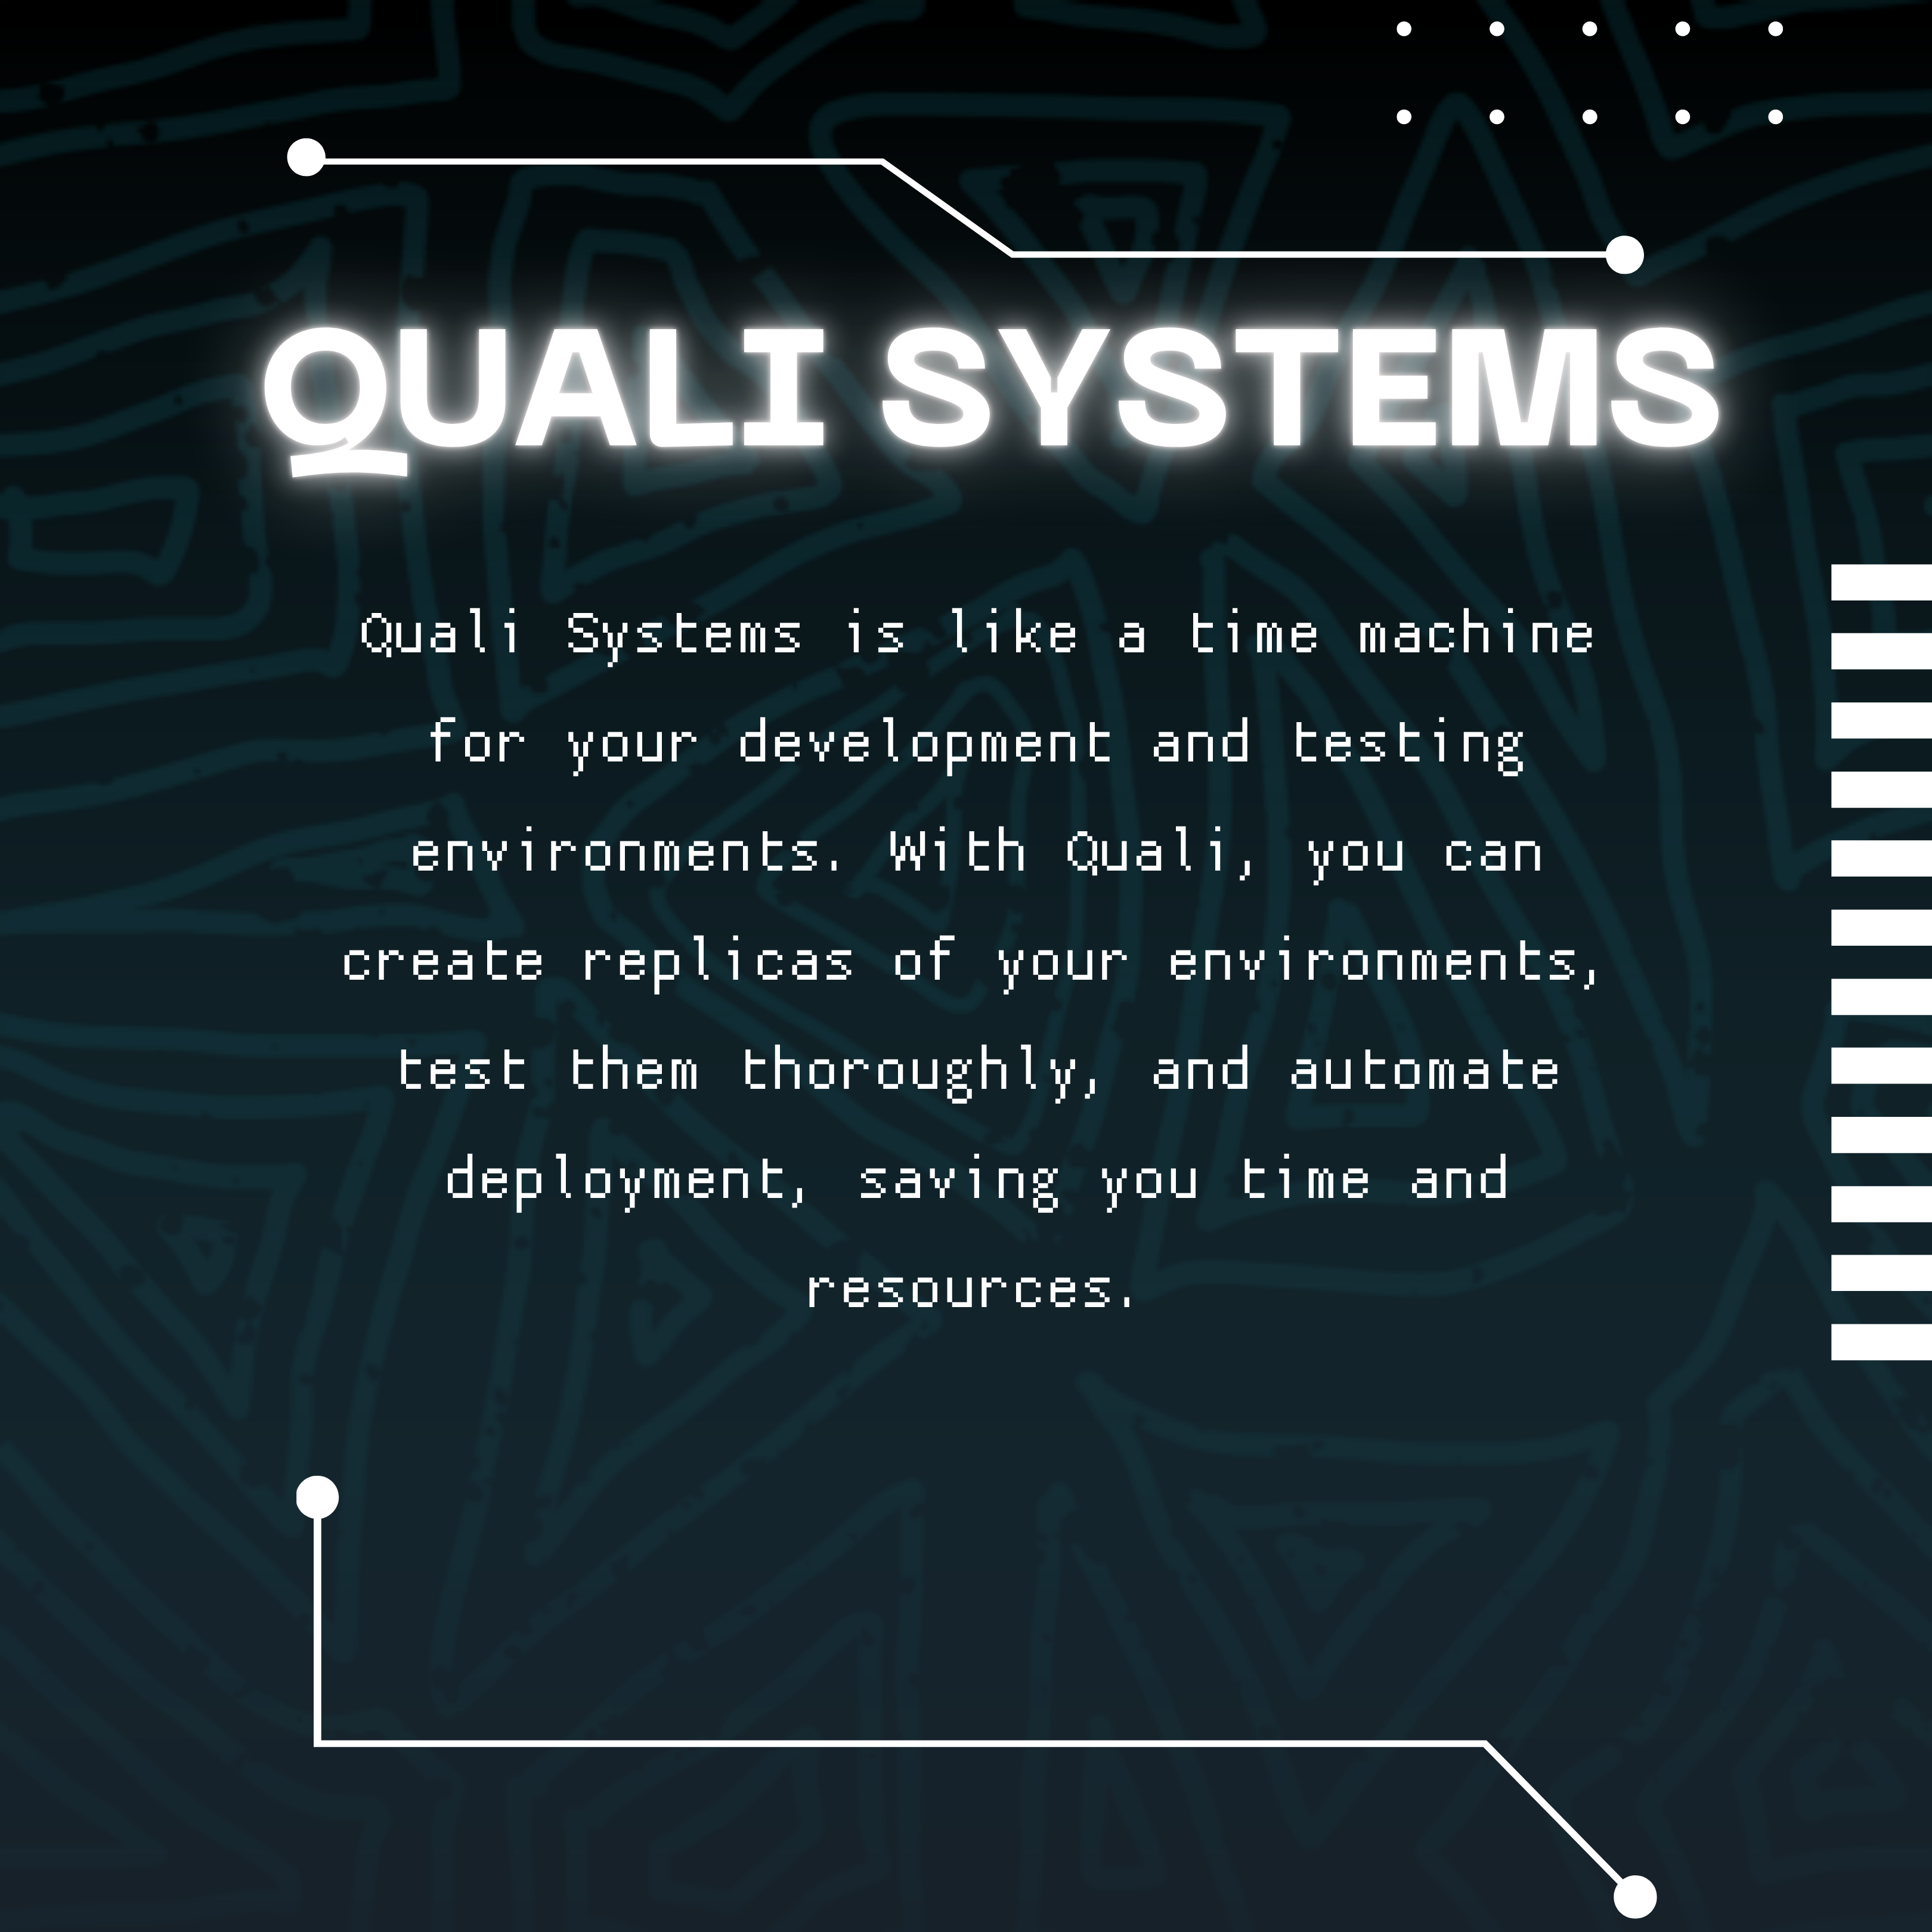 QUALI SYSTEMS
Quali Systems is like a time machine
for your development and testing
environments. With Quali, you can
create replicas of your environments,
test them thoroughly, and automate
deployment, saving you time and
resources.